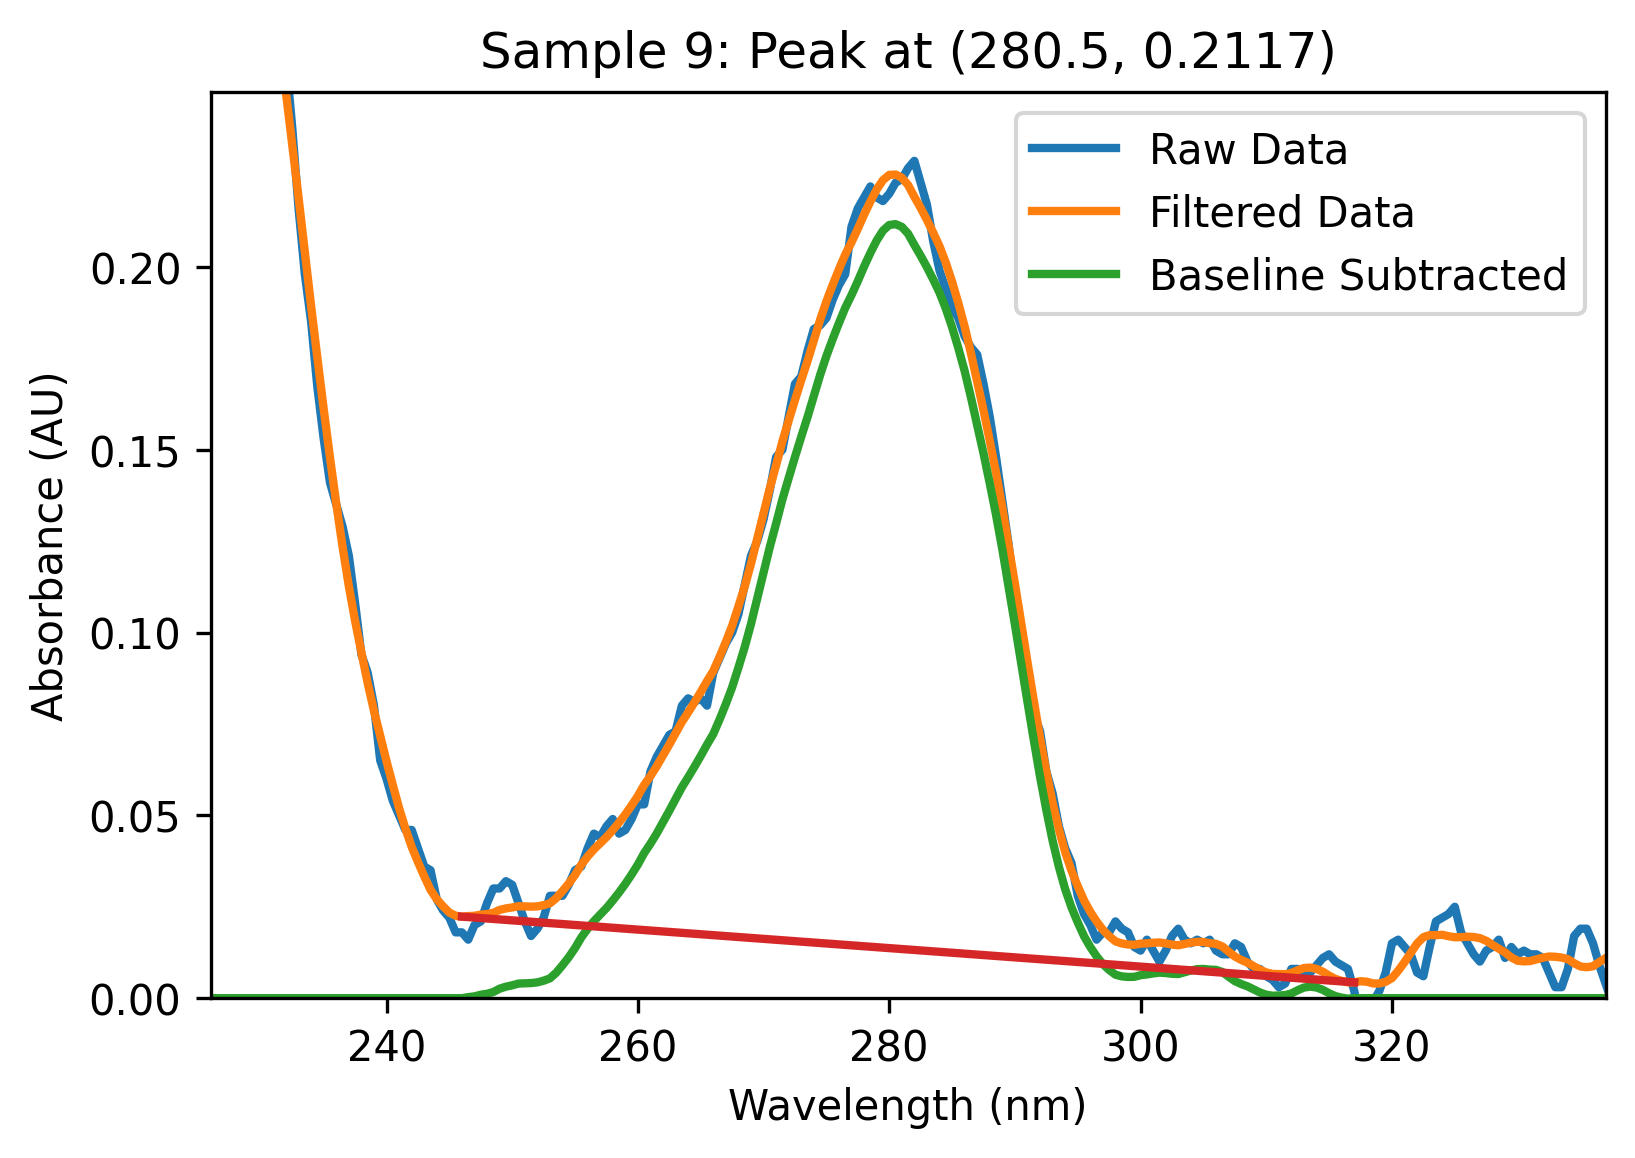 Sample 9: Peak at (280.5, 0.2117)
Raw Data
Filtered Data
Baseline Subtracted
Absorbance (AU)
0.20
0.15
0.10
0.05
0.00
240 260 280 300 320
Wavelength (nm)